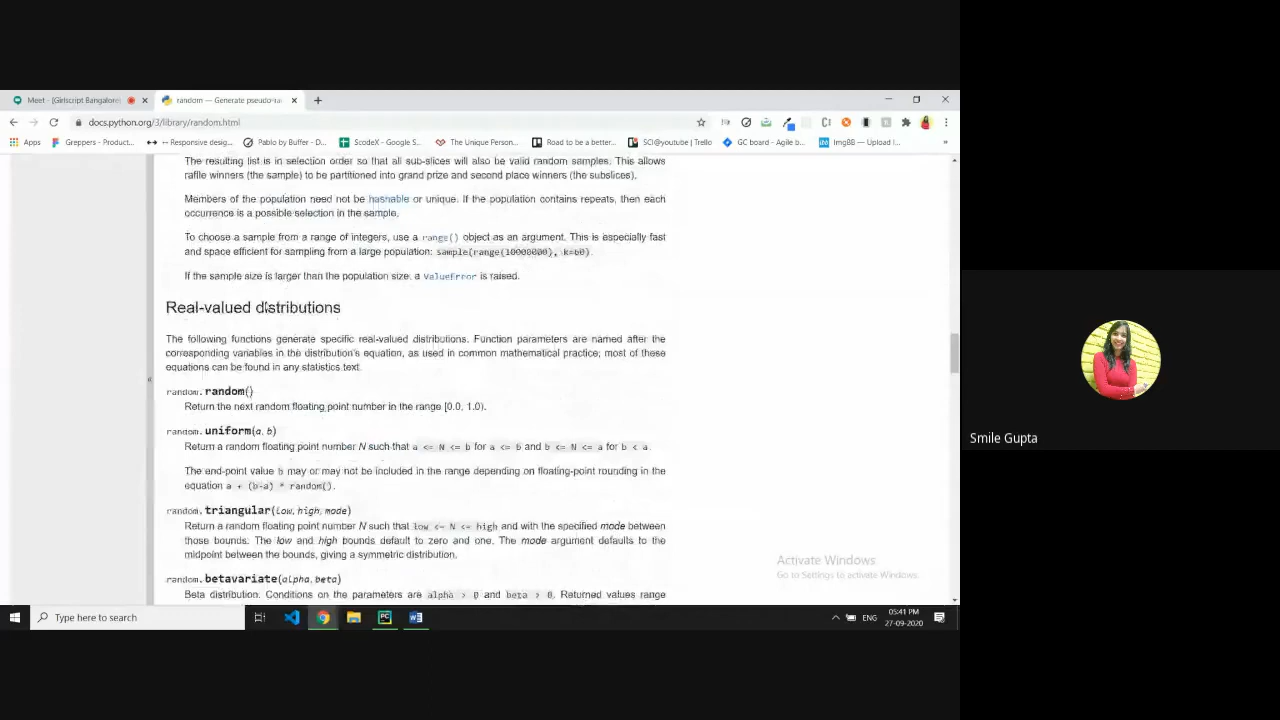 Meet - [Girlscript Bangalore
random — Generate pseudo-ra
docs.python.org/3/library/random.html
Apps
Greppers - Product...
-- Responsive desig...
Pablo by Buffer - D...
ScodeX - Google S...
The Unique Person...
Road to be a better...
SCI@youtube | Trello
GC board - Agile b...
ImgBB — Upload I...
»
The resulting list is in selection order so that all sub-slices will also be valid random samples. This allows
raffle winners (the sample) to be partitioned into grand prize and second place winners (the subslices).
Members of the population need not be hashable or unique. If the population contains repeats, then each
occurrence is a possible selection in the sample.
To choose a sample from a range of integers, use a range() object as an argument. This is especially fast
and space efficient for sampling from a large population: sample(range(10000000), k=60).
If the sample size is larger than the population size, a ValueError is raised.
Real-valued distributions
The following functions generate specific real-valued distributions. Function parameters are named after the
corresponding variables in the distribution's equation, as used in common mathematical practice; most of these
equations can be found in any statistics text.
random.random()
Return the next random floating point number in the range [0.0, 1.0).
random.uniform(a, b)
Return a random floating point number N such that a <= N <= b for a <= b and b <= N <= a for b < a.
The end-point value b may or may not be included in the range depending on floating-point rounding in the
equation a + (b-a) * random().
random.triangular(low, high, mode)
Return a random floating point number N such that low <= N <= high and with the specified mode between
those bounds. The low and high bounds default to zero and one. The mode argument defaults to the
midpoint between the bounds, giving a symmetric distribution.
random.betavariate(alpha, beta)
Beta distribution. Conditions on the parameters are alpha > 0 and beta > 0. Returned values range
«
Activate Windows
Go to Settings to activate Windows.
Smile Gupta
Type here to search
ENG
05:41 PM
27-09-2020